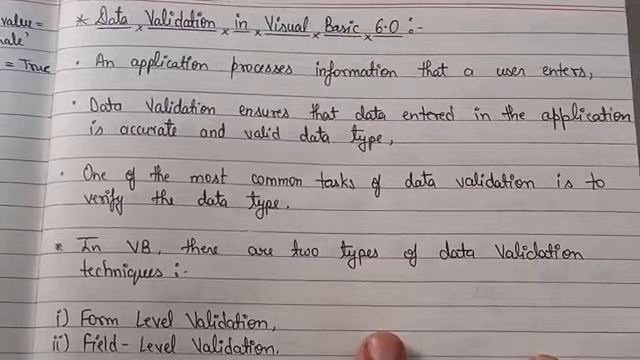 value =
male'
= True
* Data Validation in Visual Basic 6.0 :-
· An application processes information that a user enters,
· Data Validation ensures that data entered in the application
is accurate and valid data type,
· One of the most common tasks of data validation is to
verify the data type.
* In VB, there are two types of data Validation
techniques :-
i) Form Level Validation,
ii) Field-Level Validation.